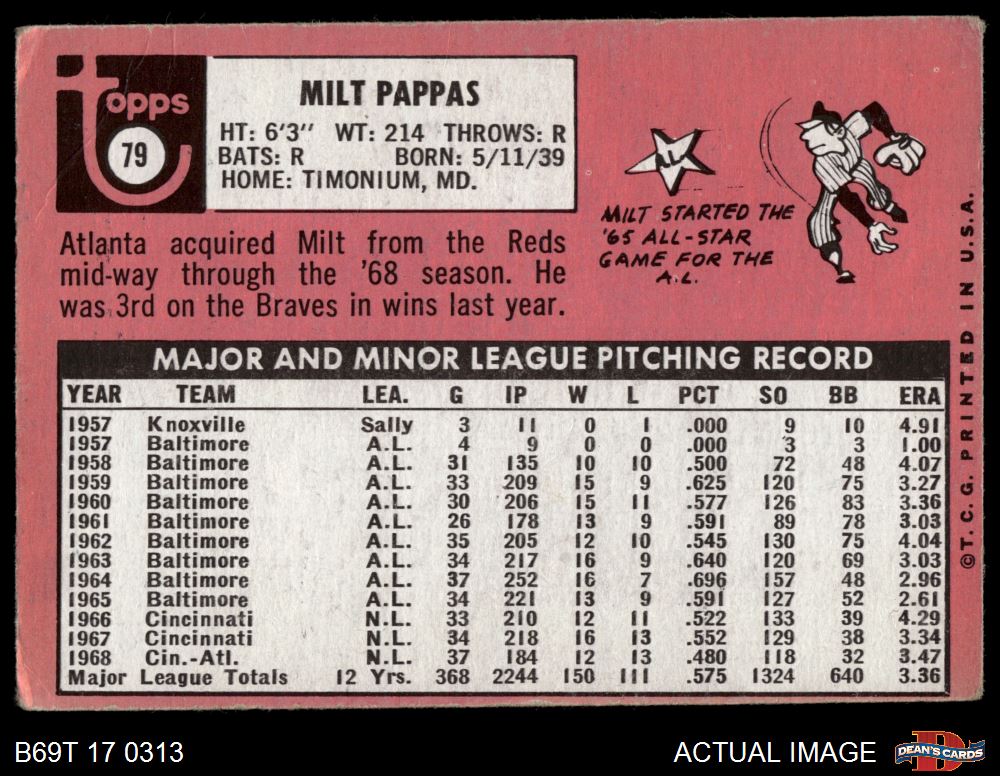 Topps
79
MILT PAPPAS
HT: 6'3" WT: 214 THROWS: R
BATS: R BORN: 5/11/39
HOME: TIMONIUM, MD.
Atlanta acquired Milt from the Reds
mid-way through the '68 season. He
was 3rd on the Braves in wins last year.
A.L.
MILT STARTED THE
'65 ALL-STAR
GAME FOR THE
A.L.
MAJOR AND MINOR LEAGUE PITCHING RECORD
YEAR TEAM LEA. G IP W L PCT SO BB ERA
1957 Knoxville Sally 3 11 0 1 .000 9 10 4.91
1957 Baltimore A.L. 4 9 0 0 .000 3 3 1.00
1958 Baltimore A.L. 31 135 10 10 .500 72 48 4.07
1959 Baltimore A.L. 33 209 15 9 .625 120 75 3.27
1960 Baltimore A.L. 30 206 15 11 .577 126 83 3.36
1961 Baltimore A.L. 26 178 13 9 .591 89 78 3.03
1962 Baltimore A.L. 35 205 12 10 .545 130 75 4.04
1963 Baltimore A.L. 34 217 16 9 .640 120 69 3.03
1964 Baltimore A.L. 37 252 16 7 .696 157 48 2.96
1965 Baltimore A.L. 34 221 13 9 .591 127 52 2.61
1966 Cincinnati N.L. 33 210 12 11 .522 133 39 4.29
1967 Cincinnati N.L. 34 218 16 13 .552 129 38 3.34
1968 Cin.-Atl. N.L. 37 184 12 13 .480 118 32 3.47
Major League Totals 12 Yrs. 368 2244 150 111 .575 1324 640 3.36
©T.C.G. PRINTED IN U.S.A.
B69T 17 0313
ACTUAL IMAGE
D
DEAN'S CARDS